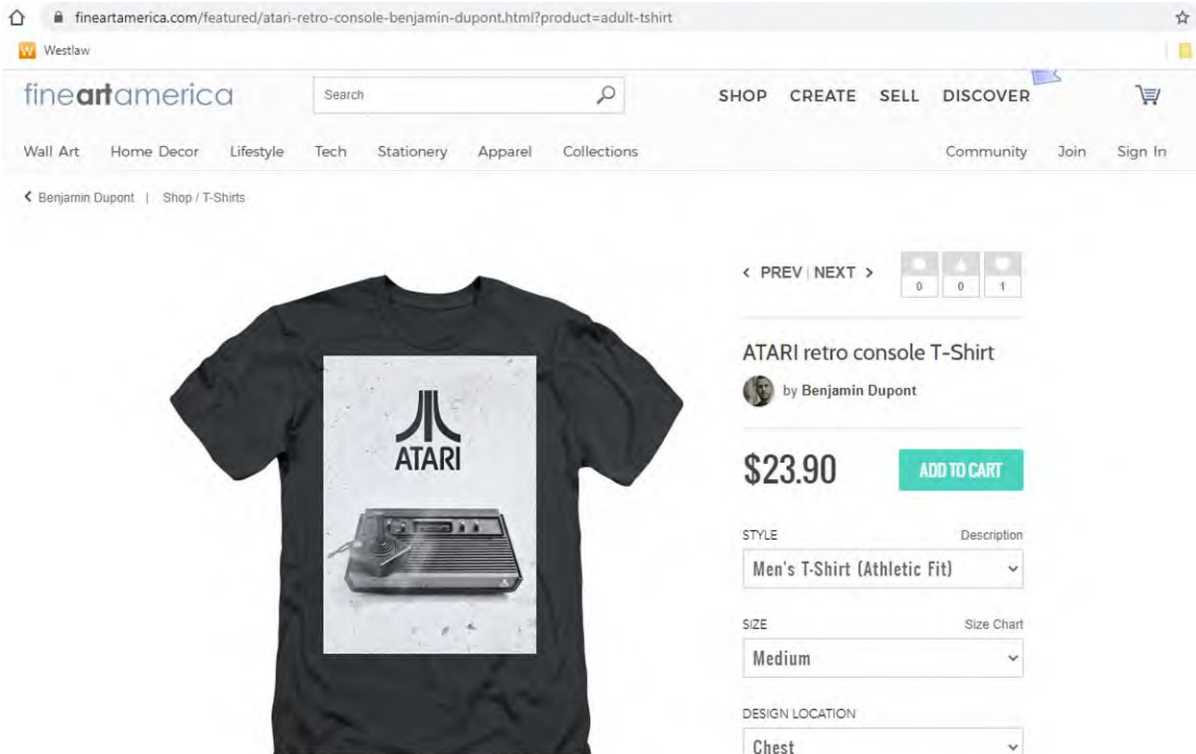 fineartamerica.com/featured/atari-retro-console-benjamin-dupont.html?product=adult-tshirt
W Westlaw
fineartamerica
Search
SHOP CREATE SELL DISCOVER
Wall Art Home Decor Lifestyle Tech Stationery Apparel Collections
Community Join Sign In
Benjamin Dupont | Shop / T-Shirts
< PREV | NEXT >
0 0 1
ATARI retro console T-Shirt
by Benjamin Dupont
ATARI
$23.90 ADD TO CART
STYLE Description
Men's T-Shirt (Athletic Fit)
SIZE Size Chart
Medium
DESIGN LOCATION
Chest